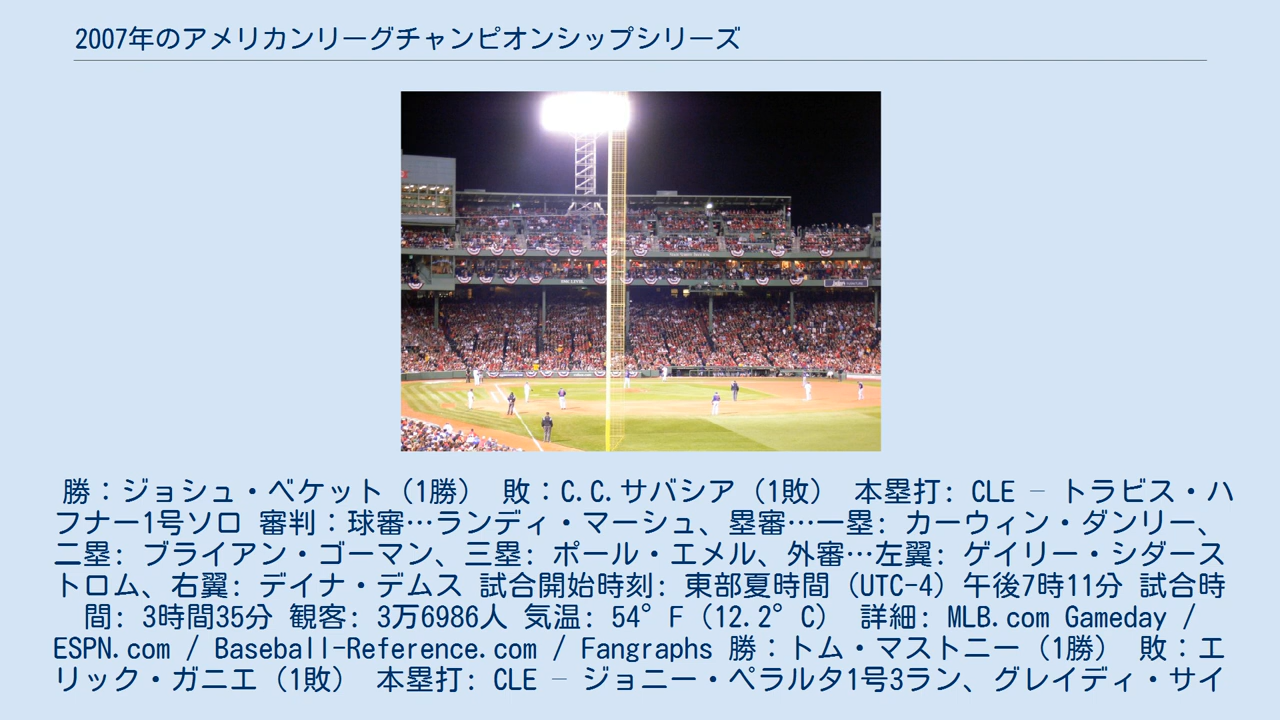 2007年のアメリカンリーグチャンピオンシップシリーズ
勝：ジョシュ・ベケット（1勝） 敗：C.C.サバシア（1敗） 本塁打: CLE – トラビス・ハ
フナー1号ソロ 審判：球審…ランディ・マーシュ、塁審…一塁: カーウィン・ダンリー、
二塁: ブライアン・ゴーマン、三塁: ポール・エメル、外審…左翼: ゲイリー・シダース
トロム、右翼: デイナ・デムス 試合開始時刻: 東部夏時間（UTC-4）午後7時11分 試合時
間: 3時間35分 観客: 3万6986人 気温: 54°F（12.2°C） 詳細: MLB.com Gameday /
ESPN.com / Baseball-Reference.com / Fangraphs 勝：トム・マストニー（1勝） 敗：エ
リック・ガニエ（1敗） 本塁打: CLE – ジョニー・ペラルタ1号3ラン、グレイディ・サイ